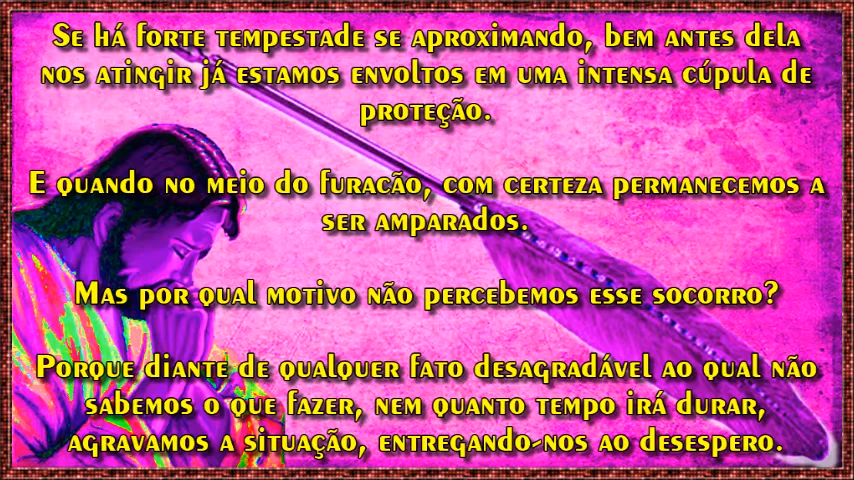 Se há forte tempestade se aproximando, bem antes dela
nos atingir já estamos envoltos em uma intensa cúpula de
proteção.
E quando no meio do furacão, com certeza permanecemos a
ser amparados.
Mas por qual motivo não percebemos esse socorro?
Porque diante de qualquer fato desagradável ao qual não
sabemos o que fazer, nem quanto tempo irá durar,
agravamos a situação, entregando-nos ao desespero.